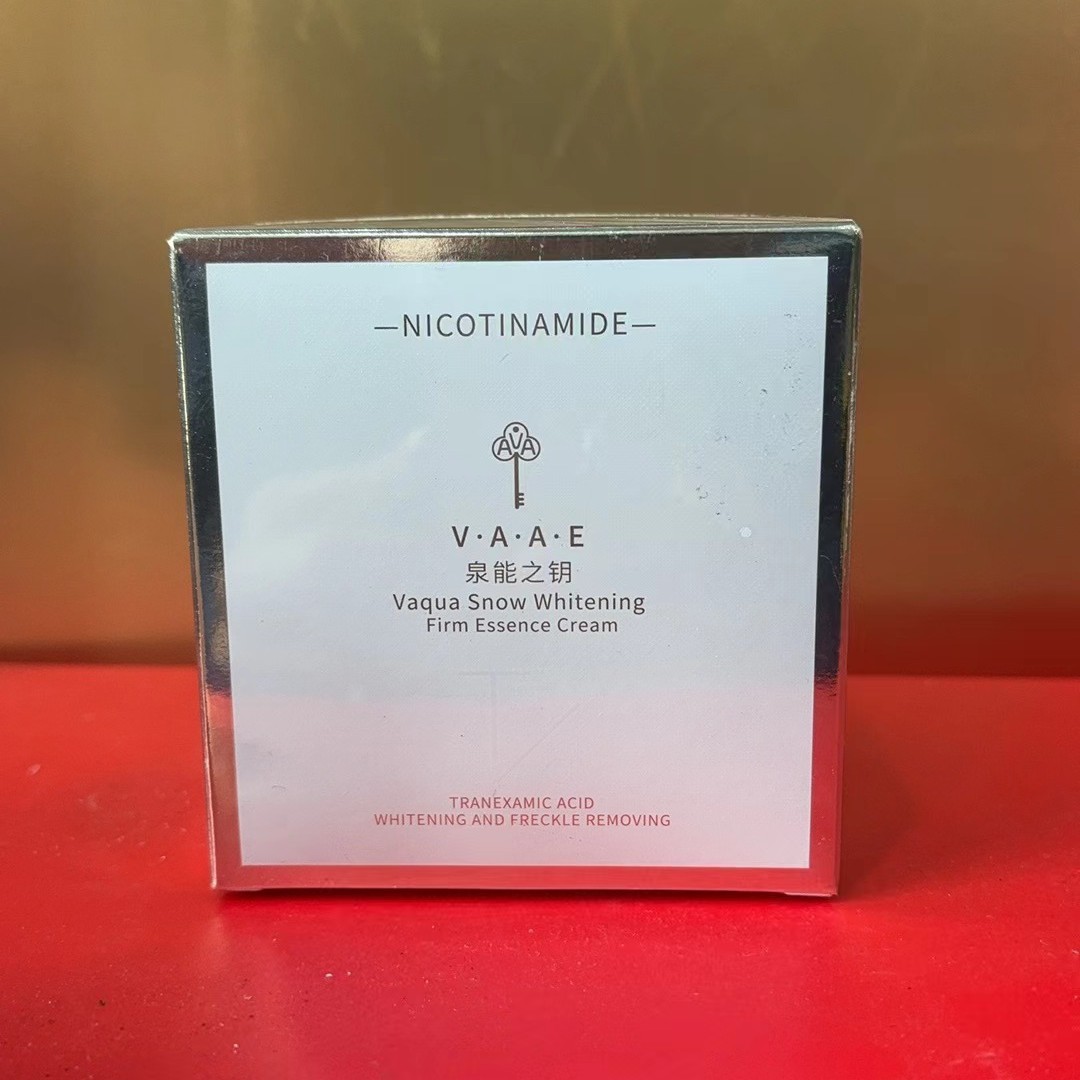 —NICOTINAMIDE—
AVA
V·A·A·E
泉能之钥
Vaqua Snow Whitening
Firm Essence Cream
TRANEXAMIC ACID
WHITENING AND FRECKLE REMOVING